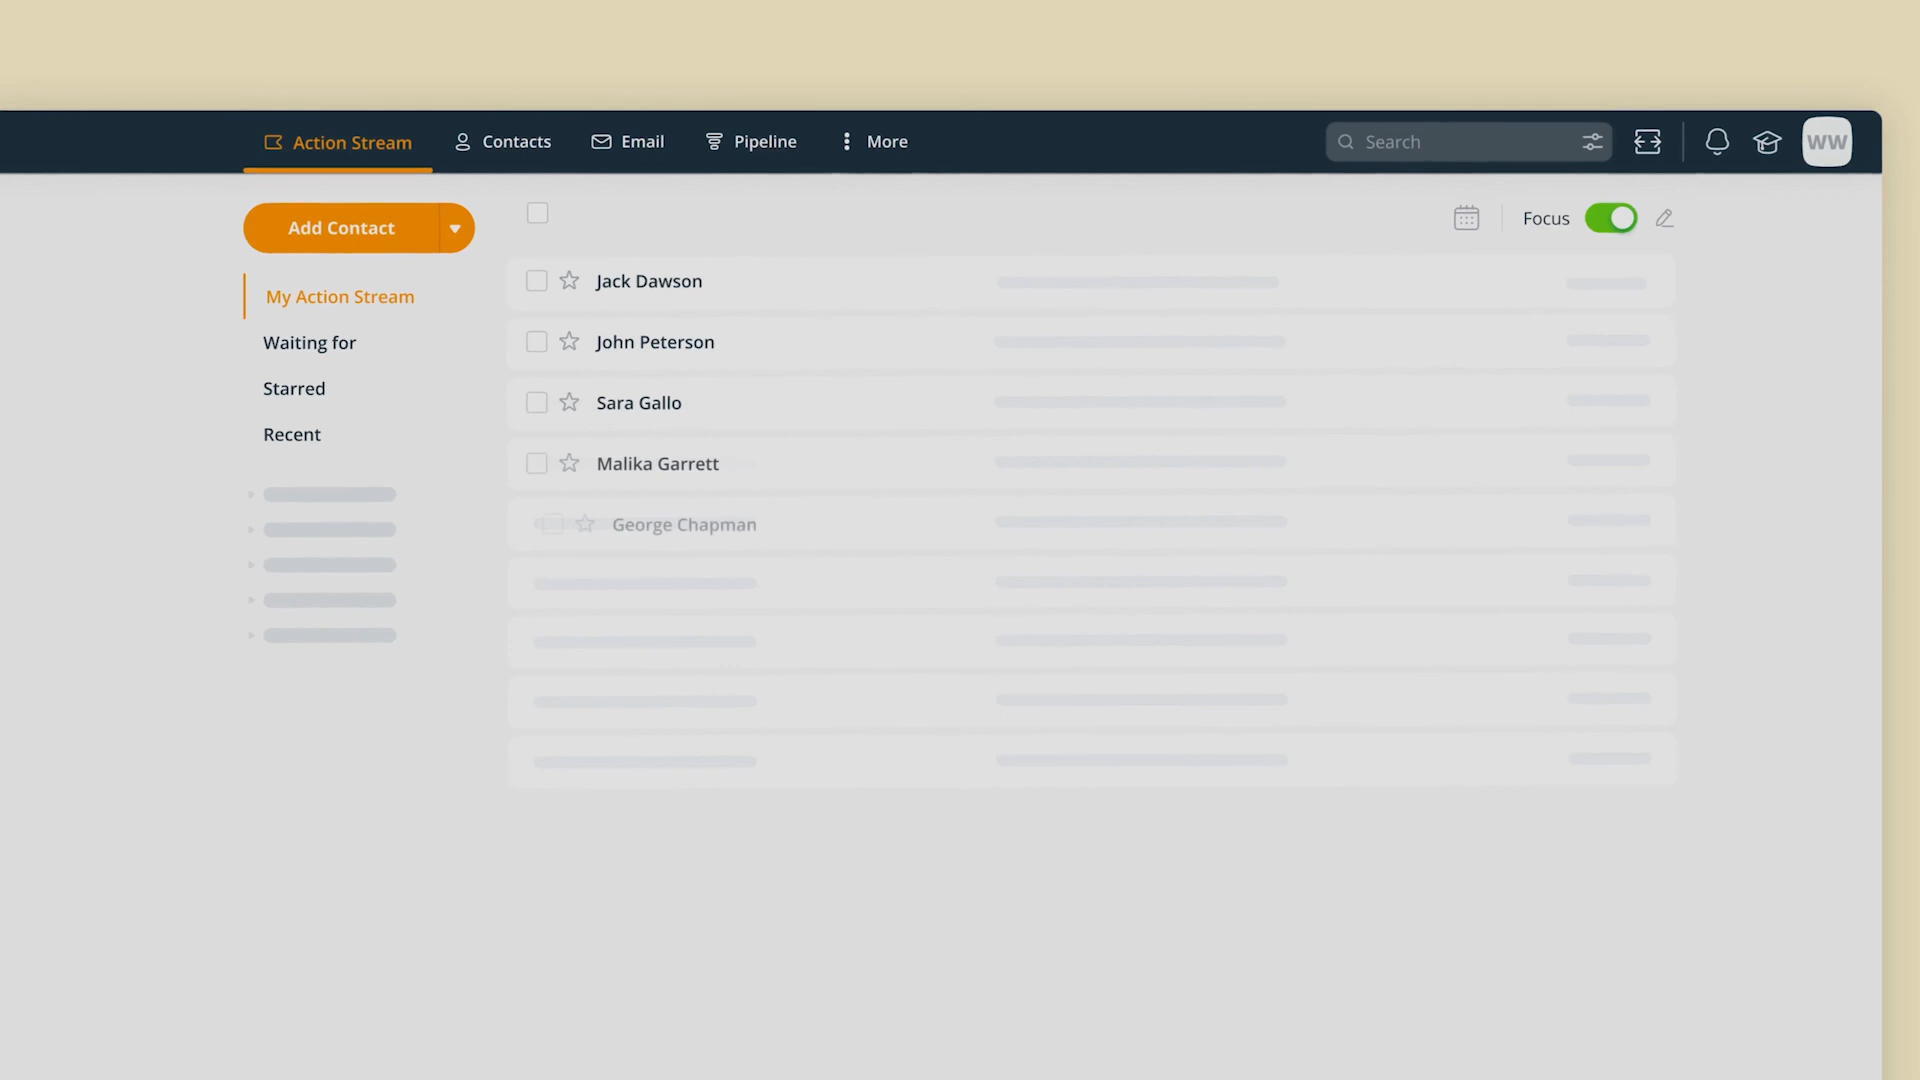 Action Stream
Contacts
Email
Pipeline
More
Search
WW
Add Contact
Focus
My Action Stream
Waiting for
Starred
Recent
Jack Dawson
John Peterson
Sara Gallo
Malika Garrett
George Chapman